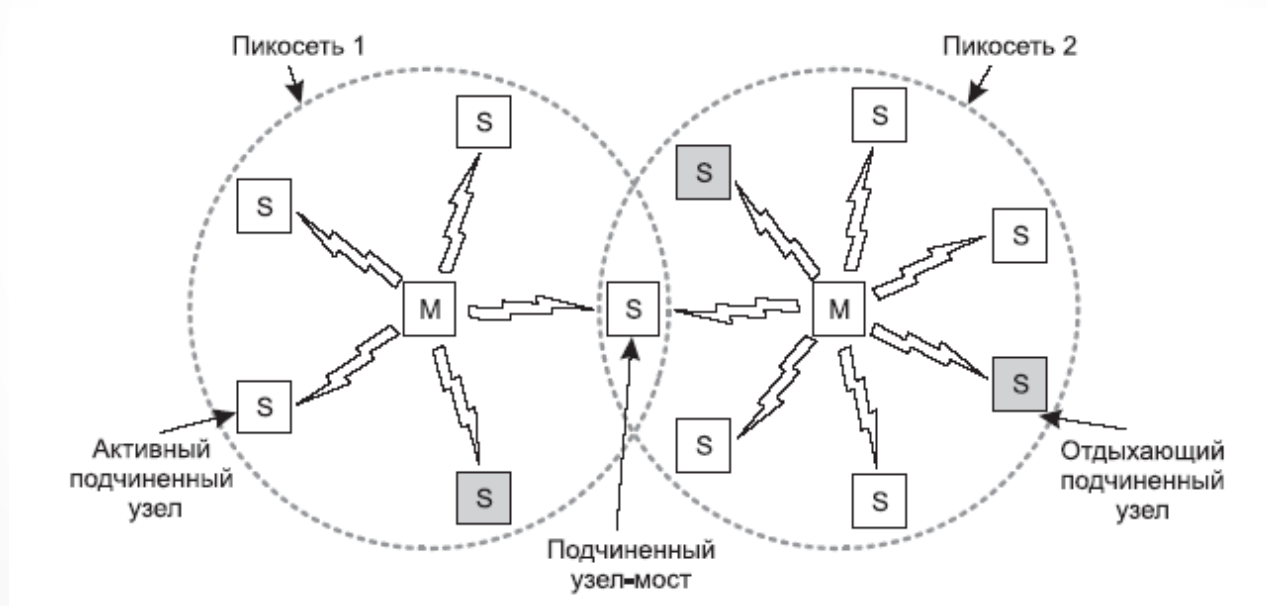 Пикосеть 1
Пикосеть 2
S
S
S
S
S
S
M
S
M
S
S
S
Активный
подчиненный
узел
S
S
Отдыхающий
подчиненный
узел
Подчиненный
узел-мост